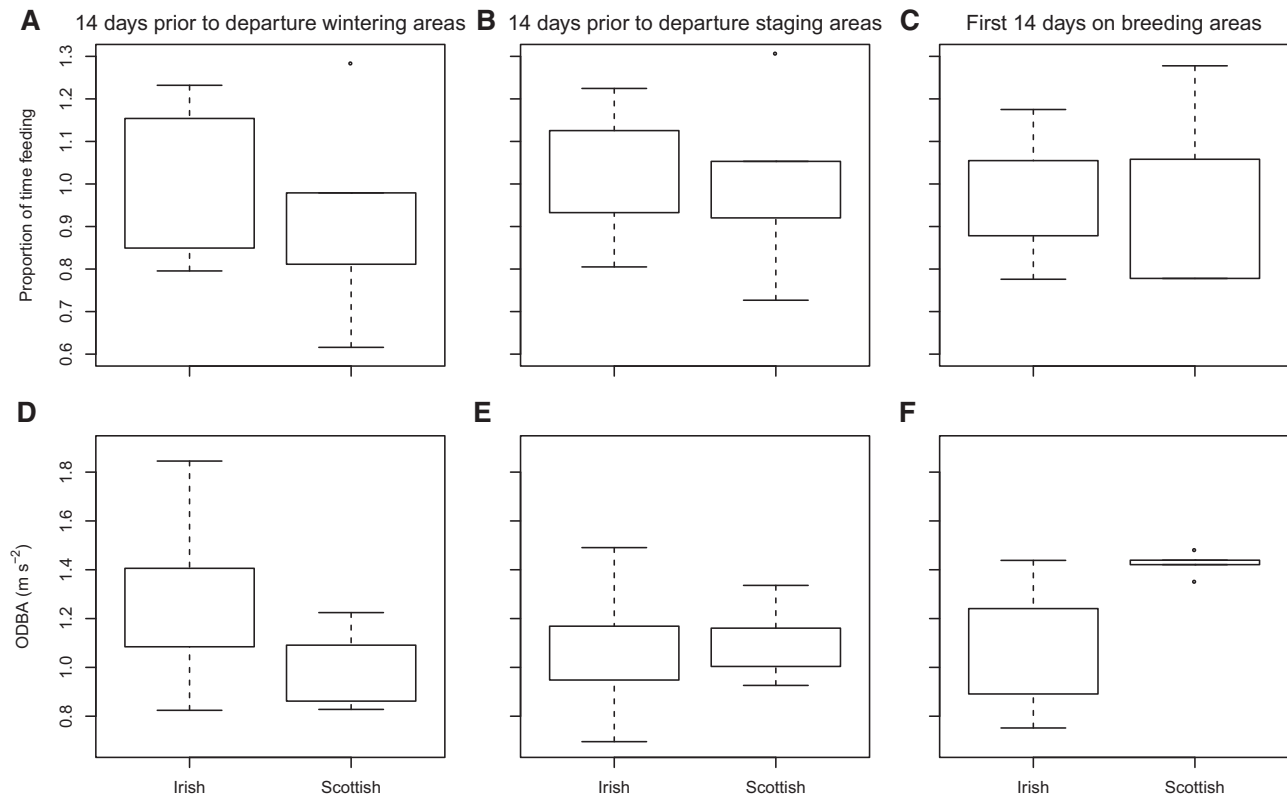 A 14 days prior to departure wintering areas
B 14 days prior to departure staging areas
C First 14 days on breeding areas
Proportion of time feeding
1.3
1.2
1.1
1.0
0.9
0.8
0.7
0.6
D
E
F
ODBA (m s⁻²)
1.8
1.6
1.4
1.2
1.0
0.8
Irish Scottish
Irish Scottish
Irish Scottish